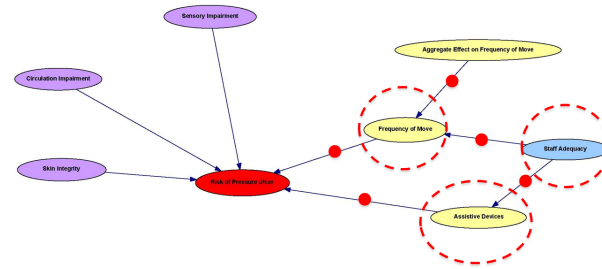 Sensory Impairment
Aggregate Effect on Frequency of Move
Circulation Impairment
Frequency of Move
Staff Adequacy
Skin Integrity
Risk of Pressure Ulcer
Assistive Devices